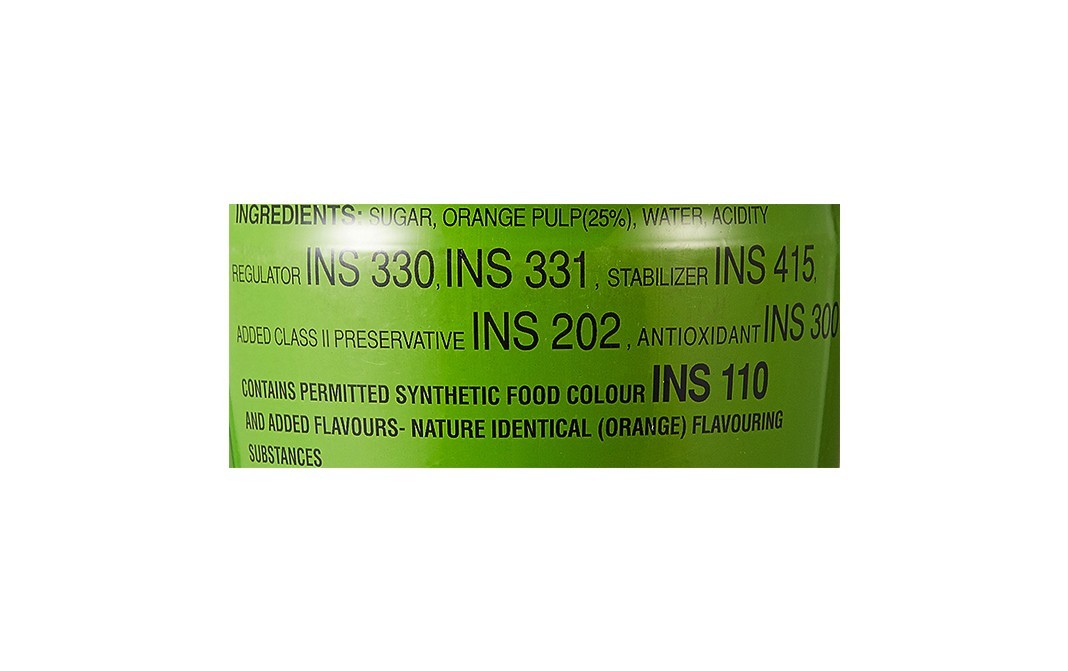 INGREDIENTS: SUGAR, ORANGE PULP(25%), WATER, ACIDITY
REGULATOR INS 330, INS 331, STABILIZER INS 415,
ADDED CLASS II PRESERVATIVE INS 202, ANTIOXIDANT INS 300
CONTAINS PERMITTED SYNTHETIC FOOD COLOUR INS 110
AND ADDED FLAVOURS- NATURE IDENTICAL (ORANGE) FLAVOURING
SUBSTANCES